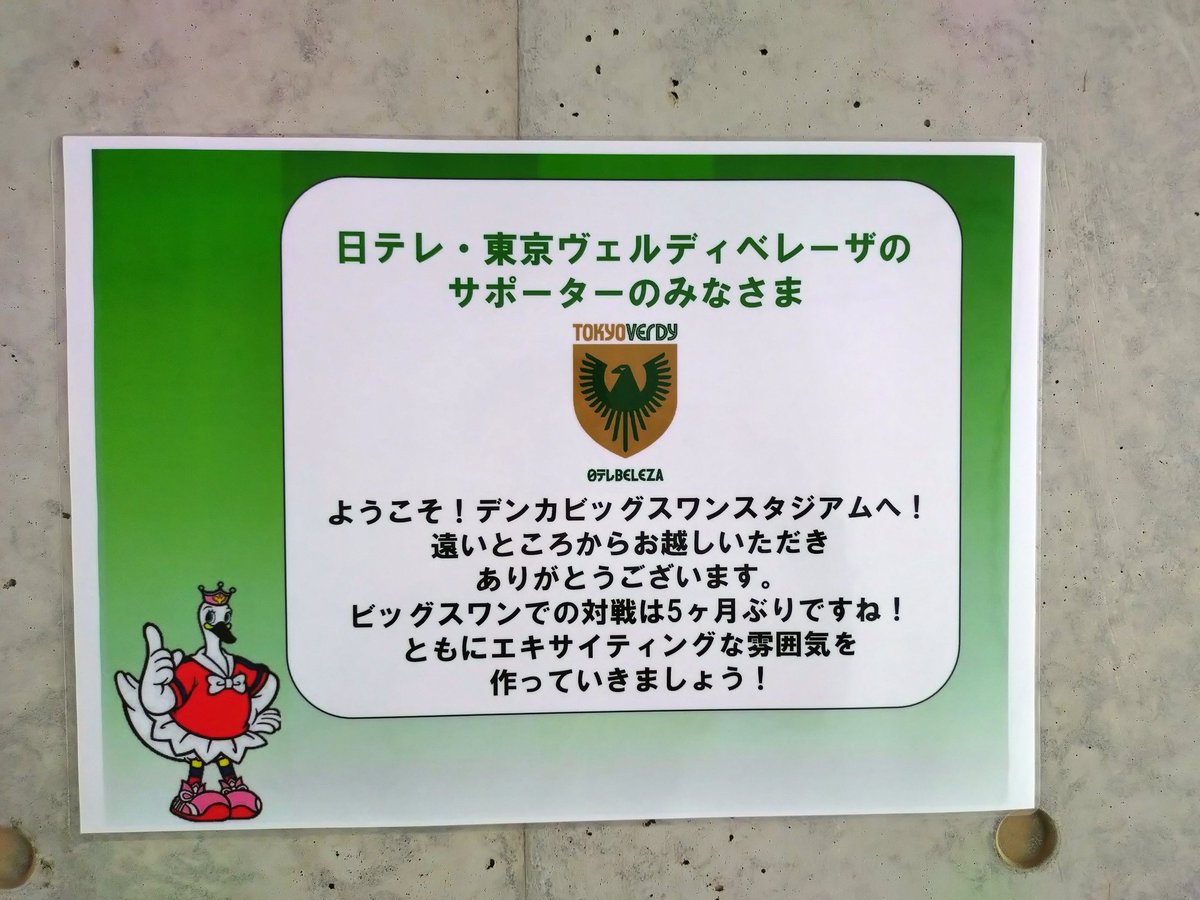 日テレ・東京ヴェルディベレーザの
サポーターのみなさま
TOKYO VERDY
日テレBELEZA
ようこそ！デンカビッグスワンスタジアムへ！
遠いところからお越しいただき
ありがとうございます。
ビッグスワンでの対戦は5ヶ月ぶりですね！
ともにエキサイティングな雰囲気を
作っていきましょう！